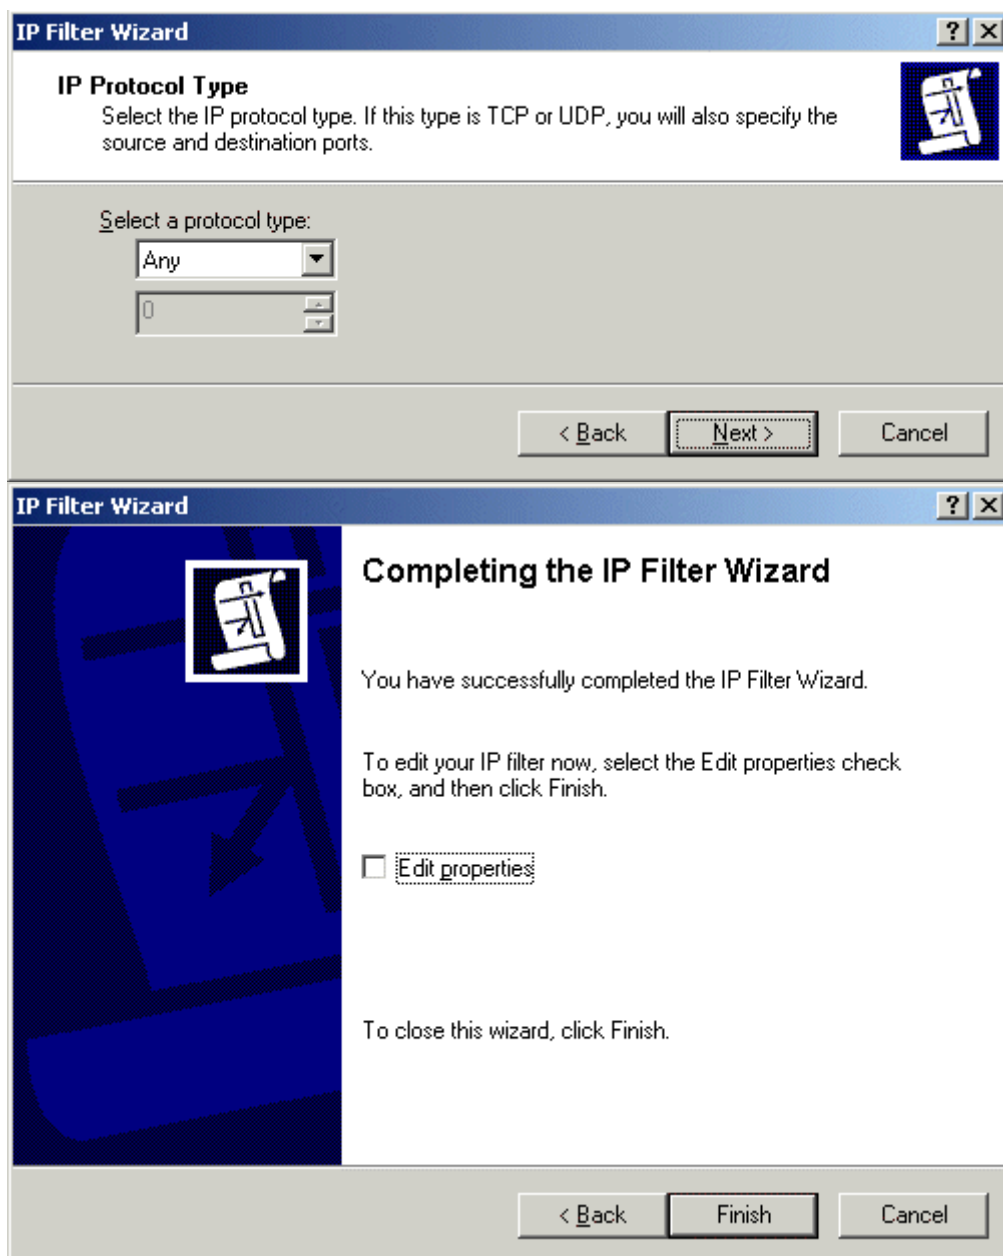 IP Filter Wizard
IP Protocol Type
Select the IP protocol type. If this type is TCP or UDP, you will also specify the
source and destination ports.
Select a protocol type:
Any
0
< Back Next > Cancel
IP Filter Wizard
Completing the IP Filter Wizard
You have successfully completed the IP Filter Wizard.
To edit your IP filter now, select the Edit properties check
box, and then click Finish.
Edit properties
To close this wizard, click Finish.
< Back Finish Cancel